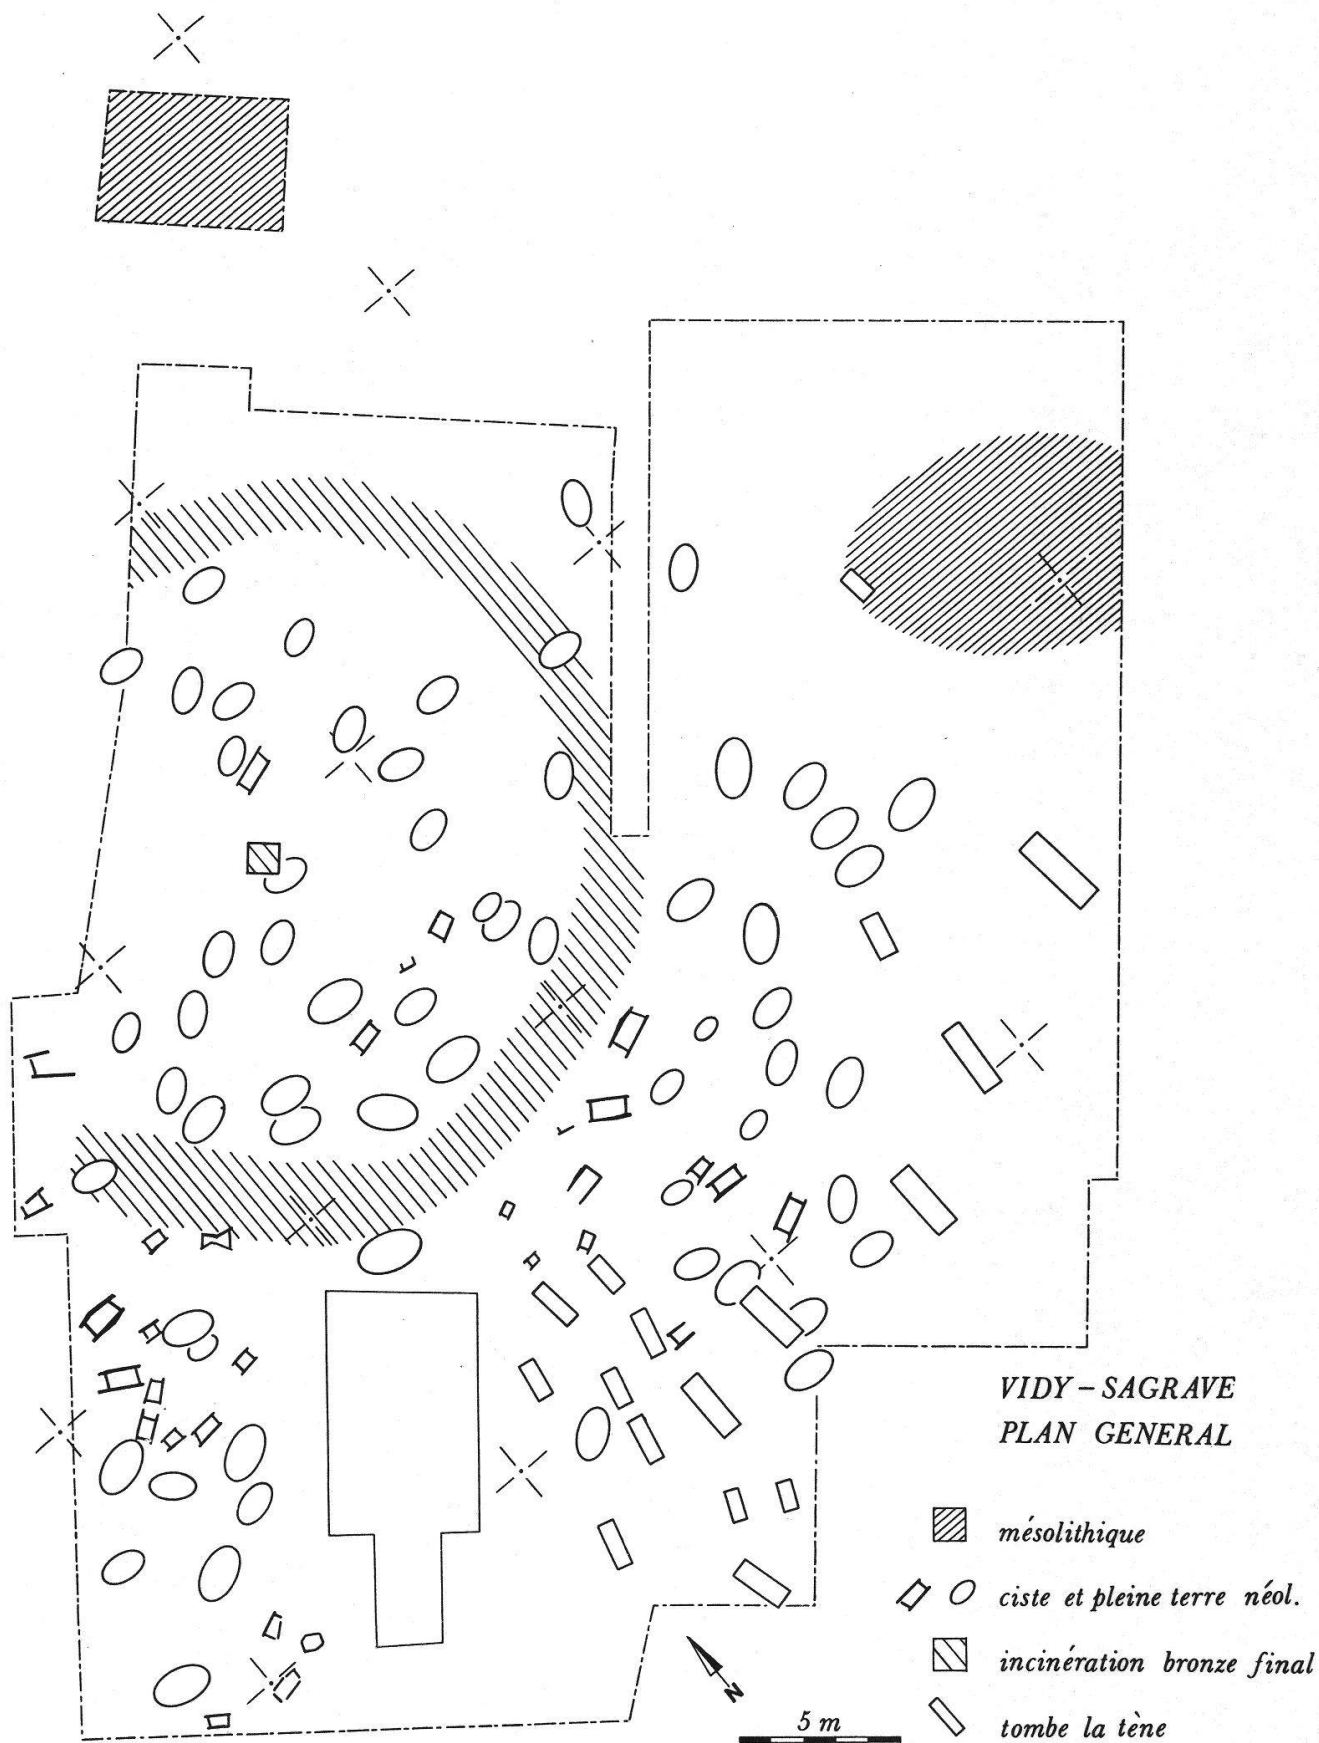 VIDY – SAGRAVE
PLAN GENERAL
mésolithique
ciste et pleine terre néol.
incinération bronze final
tombe la tène
N
5 m